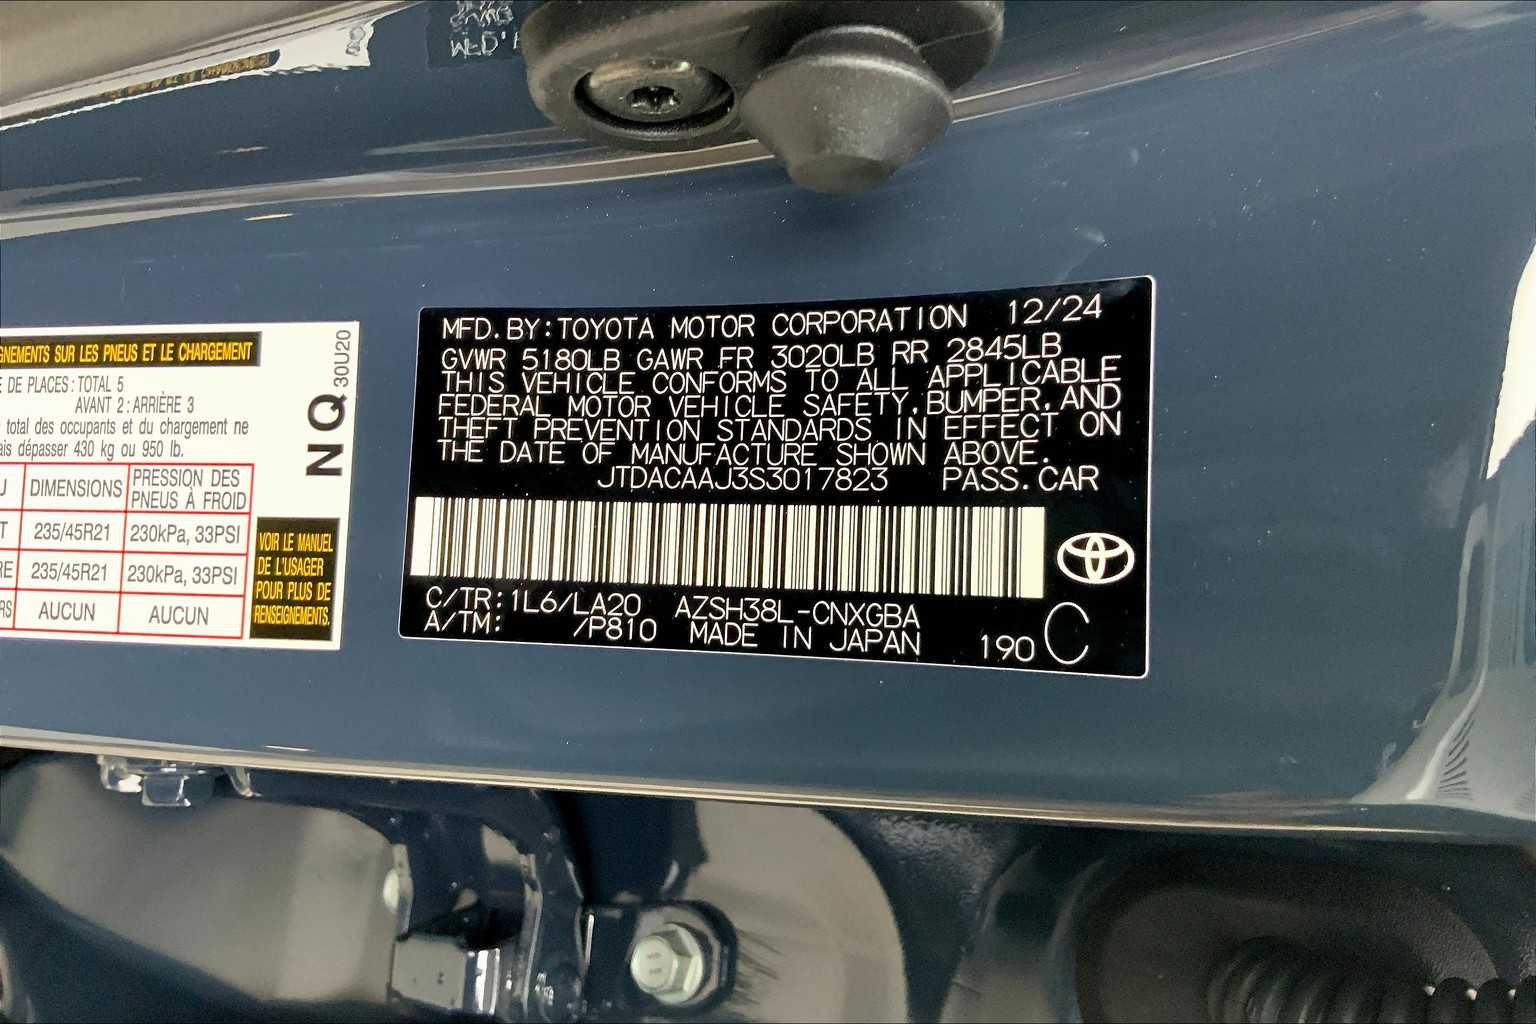 GNEMENTS SUR LES PNEUS ET LE CHARGEMENT
E DE PLACES : TOTAL 5
AVANT 2 : ARRIÈRE 3
total des occupants et du chargement ne
ais dépasser 430 kg ou 950 lb.
U DIMENSIONS PRESSION DES PNEUS À FROID
T 235/45R21 230kPa, 33PSI
RE 235/45R21 230kPa, 33PSI
RS AUCUN AUCUN
VOIR LE MANUEL
DE L'USAGER
POUR PLUS DE
RENSEIGNEMENTS.
NQ 30U20
MFD. BY: TOYOTA MOTOR CORPORATION 12/24
GVWR 5180LB GAWR FR 3020LB RR 2845LB
THIS VEHICLE CONFORMS TO ALL APPLICABLE
FEDERAL MOTOR VEHICLE SAFETY, BUMPER, AND
THEFT PREVENTION STANDARDS IN EFFECT ON
THE DATE OF MANUFACTURE SHOWN ABOVE.
JTDACAAJ3S3017823 PASS. CAR
C/TR: 1L6/LA20 AZSH38L-CNXGBA
A/TM: /P810 MADE IN JAPAN 190 C